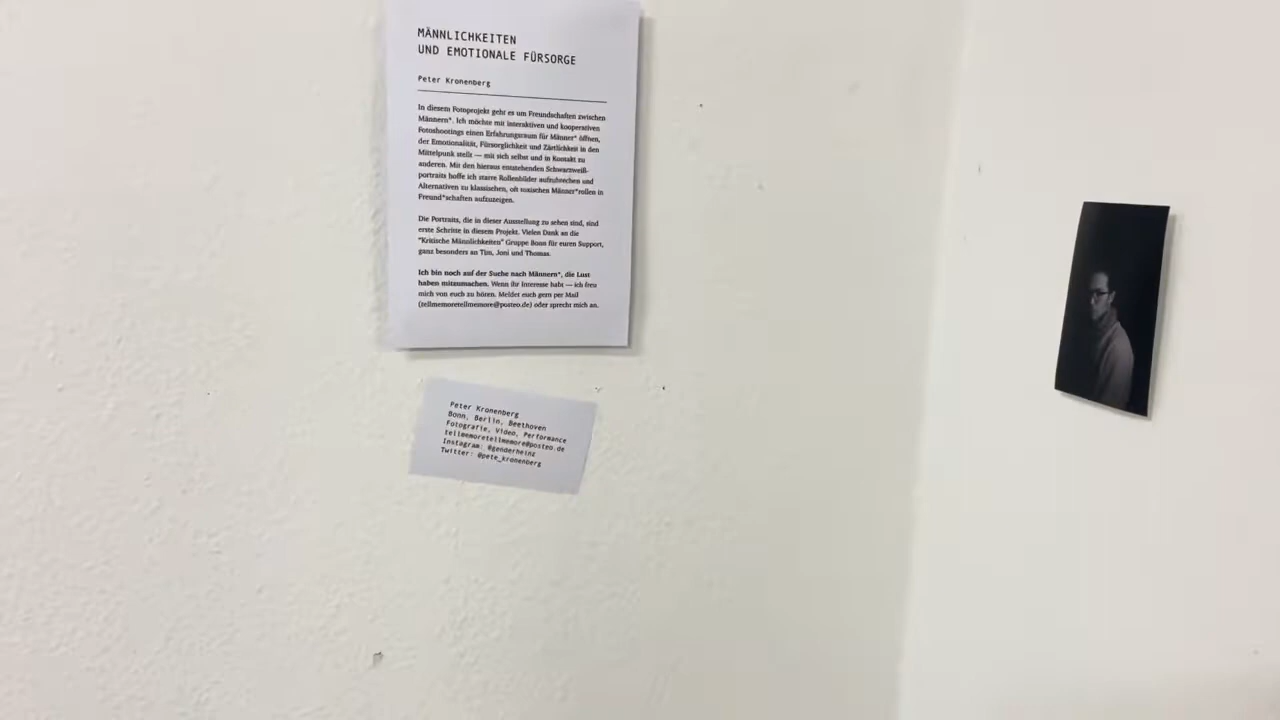 MÄNNLICHKEITEN
UND EMOTIONALE FÜRSORGE
Peter Kronenberg
In diesem Fotoprojekt geht es um Freundschaften zwischen
Männern*. Ich möchte mit interaktiven und kooperativen
Fotoshootings einen Erfahrungsraum für Männer* öffnen,
der Emotionalität, Fürsorglichkeit und Zärtlichkeit in den
Mittelpunk stellt — mit sich selbst und in Kontakt zu
anderen. Mit den hieraus entstehenden Schwarzweiß-
portraits hoffe ich starre Rollenbilder aufzubrechen und
Alternativen zu klassischen, oft toxischen Männer*rollen in
Freund*schaften aufzuzeigen.
Die Portraits, die in dieser Ausstellung zu sehen sind, sind
erste Schritte in diesem Projekt. Vielen Dank an die
"Kritische Männlichkeiten" Gruppe Bonn für euren Support,
ganz besonders an Tim, Joni und Thomas.
Ich bin noch auf der Suche nach Männern*, die Lust
haben mitzumachen. Wenn ihr Interesse habt — ich freu
mich von euch zu hören. Meldet euch gern per Mail
(tellmemoretellmemore@posteo.de) oder sprecht mich an.
Peter Kronenberg
Bonn, Berlin, Beethoven
Fotografie, Video, Performance
tellmemoretellmemore@posteo.de
Instagram: @genderheinz
Twitter: @pete_kronenberg